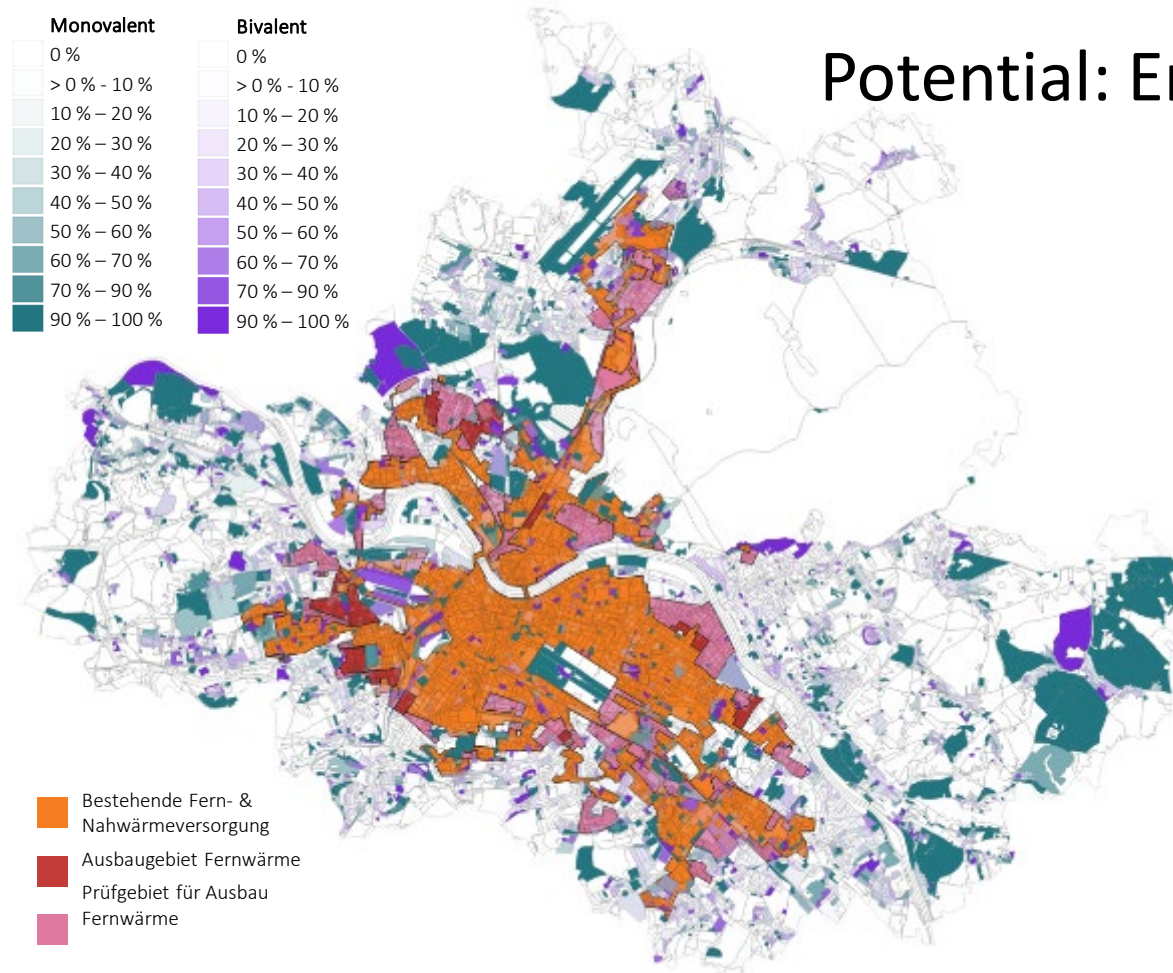 Potential: Er
Monovalent
0 %
> 0 % - 10 %
10 % – 20 %
20 % – 30 %
30 % – 40 %
40 % – 50 %
50 % – 60 %
60 % – 70 %
70 % – 90 %
90 % – 100 %
Bivalent
0 %
> 0 % - 10 %
10 % – 20 %
20 % – 30 %
30 % – 40 %
40 % – 50 %
50 % – 60 %
60 % – 70 %
70 % – 90 %
90 % – 100 %
Bestehende Fern- &
Nahwärmeversorgung
Ausbaugebiet Fernwärme
Prüfgebiet für Ausbau
Fernwärme